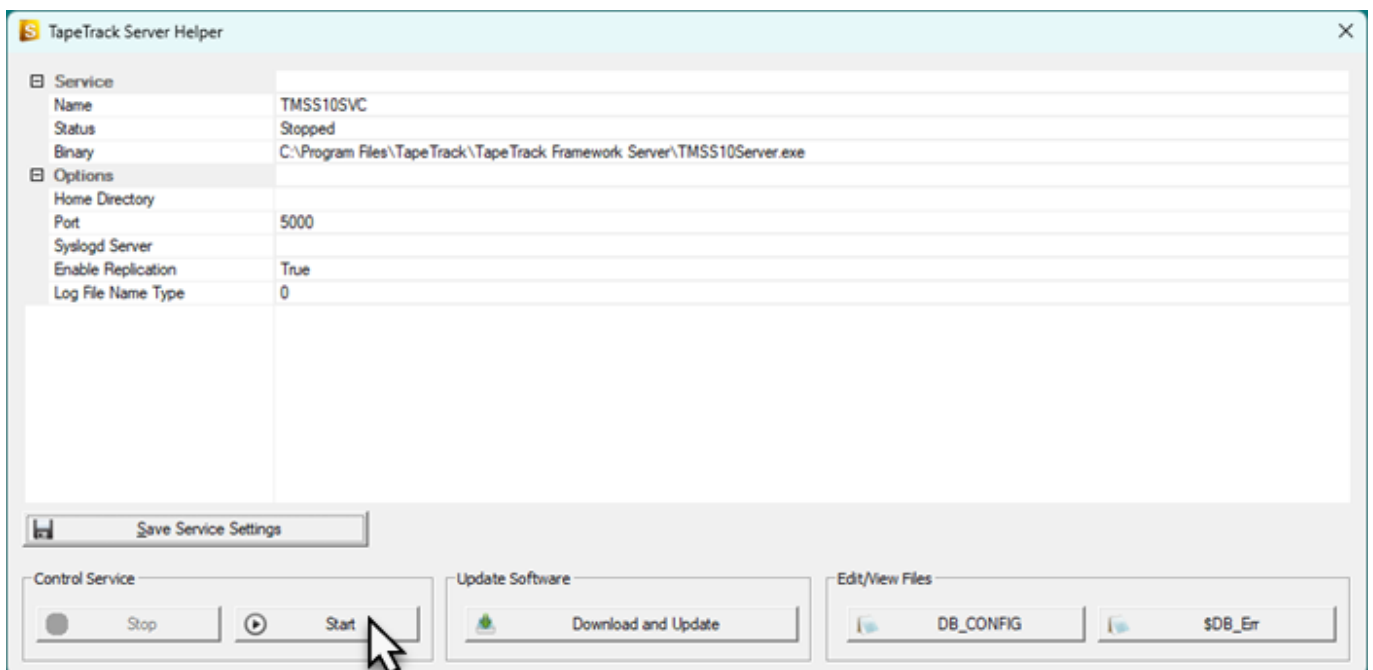 S TapeTrack Server Helper
Service
Name TMSS10SVC
Status Stopped
Binary C:\Program Files\TapeTrack\TapeTrack Framework Server\TMSS10Server.exe
Options
Home Directory
Port 5000
Syslogd Server
Enable Replication True
Log File Name Type 0
Save Service Settings
Control Service Update Software Edit/View Files
Stop Start Download and Update DB_CONFIG $DB_Err